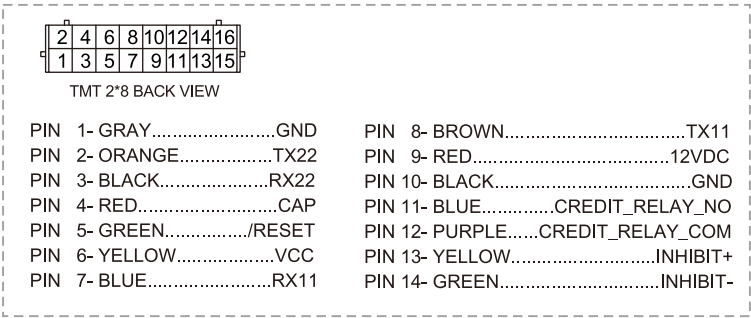 2 4 6 8 10 12 14 16
1 3 5 7 9 11 13 15
TMT 2*8 BACK VIEW
PIN 1- GRAY.......................GND
PIN 2- ORANGE.................TX22
PIN 3- BLACK....................RX22
PIN 4- RED.........................CAP
PIN 5- GREEN............../RESET
PIN 6- YELLOW..................VCC
PIN 7- BLUE.......................RX11
PIN 8- BROWN................................TX11
PIN 9- RED...................................12VDC
PIN 10- BLACK...................................GND
PIN 11- BLUE.............CREDIT_RELAY_NO
PIN 12- PURPLE.....CREDIT_RELAY_COM
PIN 13- YELLOW..........................INHIBIT+
PIN 14- GREEN.............................INHIBIT-